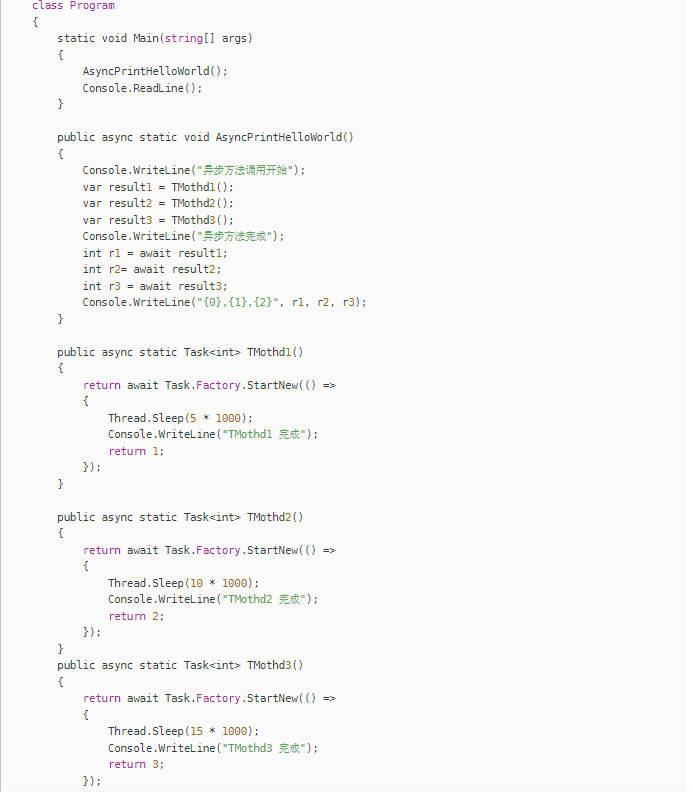 class Program
{
    static void Main(string[] args)
    {
        AsyncPrintHelloWorld();
        Console.ReadLine();
    }

    public async static void AsyncPrintHelloWorld()
    {
        Console.WriteLine("异步方法调用开始");
        var result1 = TMothd1();
        var result2 = TMothd2();
        var result3 = TMothd3();
        Console.WriteLine("异步方法完成");
        int r1 = await result1;
        int r2= await result2;
        int r3 = await result3;
        Console.WriteLine("{0},{1},{2}", r1, r2, r3);
    }

    public async static Task<int> TMothd1()
    {
        return await Task.Factory.StartNew(() =>
        {
            Thread.Sleep(5 * 1000);
            Console.WriteLine("TMothd1 完成");
            return 1;
        });
    }

    public async static Task<int> TMothd2()
    {
        return await Task.Factory.StartNew(() =>
        {
            Thread.Sleep(10 * 1000);
            Console.WriteLine("TMothd2 完成");
            return 2;
        });
    }
    public async static Task<int> TMothd3()
    {
        return await Task.Factory.StartNew(() =>
        {
            Thread.Sleep(15 * 1000);
            Console.WriteLine("TMothd3 完成");
            return 3;
        });